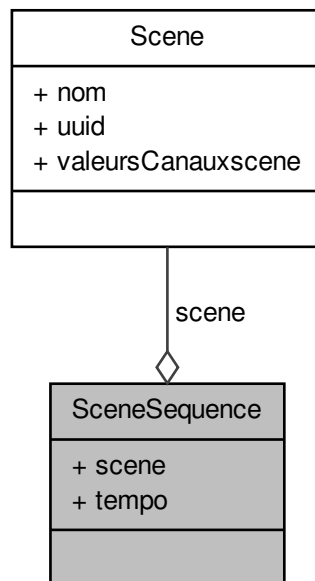 Scene
+ nom
+ uuid
+ valeursCanauxscene
scene
SceneSequence
+ scene
+ tempo